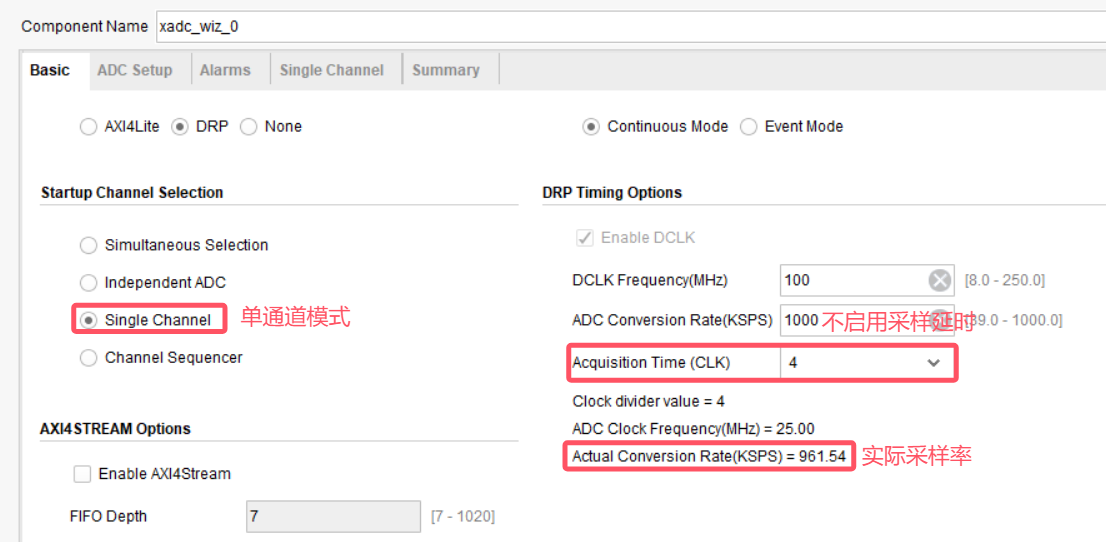 Component Name xadc_wiz_0
Basic ADC Setup Alarms Single Channel Summary
AXI4Lite DRP None
Continuous Mode Event Mode
Startup Channel Selection
Simultaneous Selection
Independent ADC
Single Channel 单通道模式
Channel Sequencer
AXI4STREAM Options
Enable AXI4Stream
FIFO Depth 7 [7 - 1020]
DRP Timing Options
Enable DCLK
DCLK Frequency(MHz) 100 [8.0 - 250.0]
ADC Conversion Rate(KSPS) 1000 不启用采样延时 39.0 - 1000.0]
Acquisition Time (CLK) 4
Clock divider value = 4
ADC Clock Frequency(MHz) = 25.00
Actual Conversion Rate(KSPS) = 961.54 实际采样率